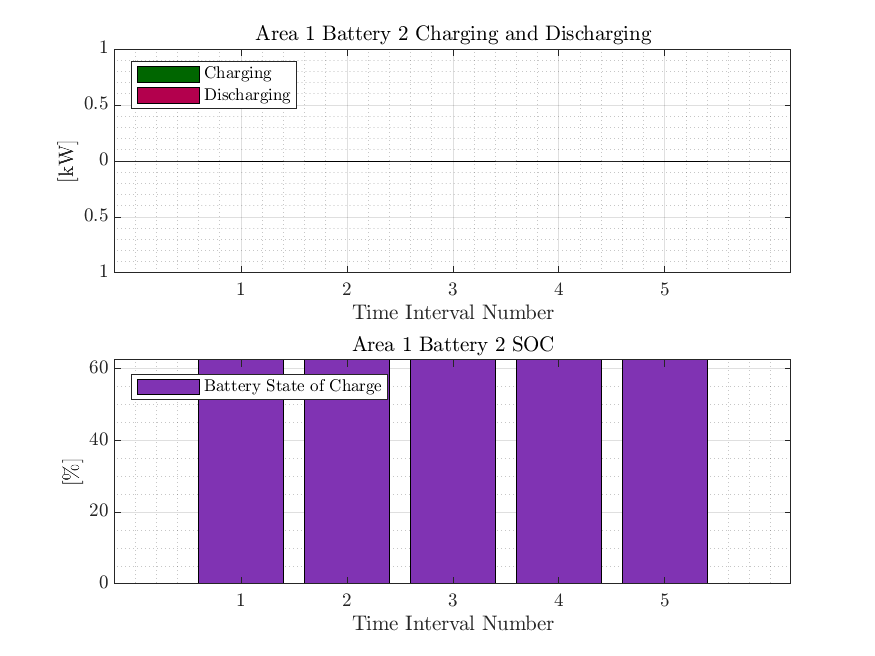 Area 1 Battery 2 Charging and Discharging
1
0.5
0
0.5
1
[kW]
Charging
Discharging
1 2 3 4 5
Time Interval Number
Area 1 Battery 2 SOC
60
40
20
0
[%]
Battery State of Charge
1 2 3 4 5
Time Interval Number